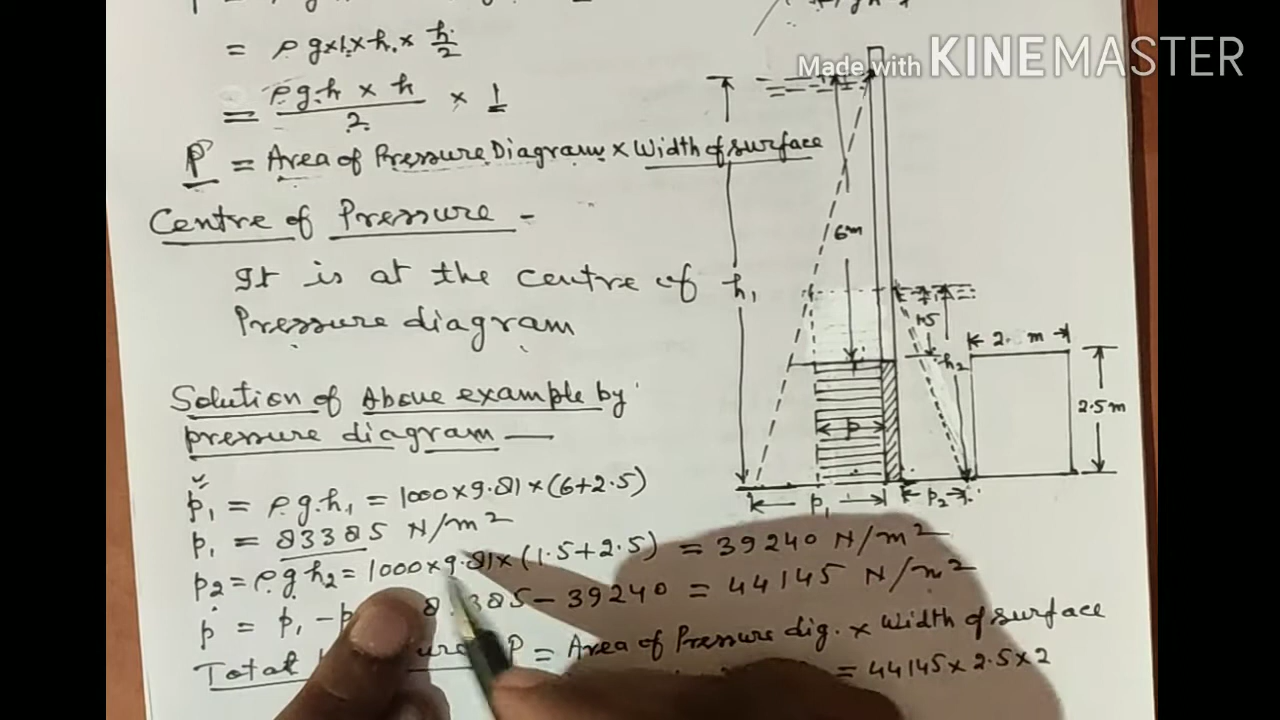 = ρg×1×h×h/2
= ρg.h × h/2 × 1
P = Area of Pressure Diagram × Width of surface
Centre of Pressure -
It is at the centre of
Pressure diagram
Solution of Above example by
pressure diagram —
p₁ = ρ.g.h₁ = 1000×9.81×(6+2.5)
p₁ = 83385 N/m²
p₂ = ρg h₂ = 1000×9.81×(1.5+2.5) = 39240 N/m²
p = p₁ - 385 - 39240 = 44145 N/m²
Total P = Area of Pressure dig. × Width of surface
= 44145×2.5×2
Made with KINEMASTER
6m
h₁
1.5
h₂
2. m
2.5m
p
p₁
p₂